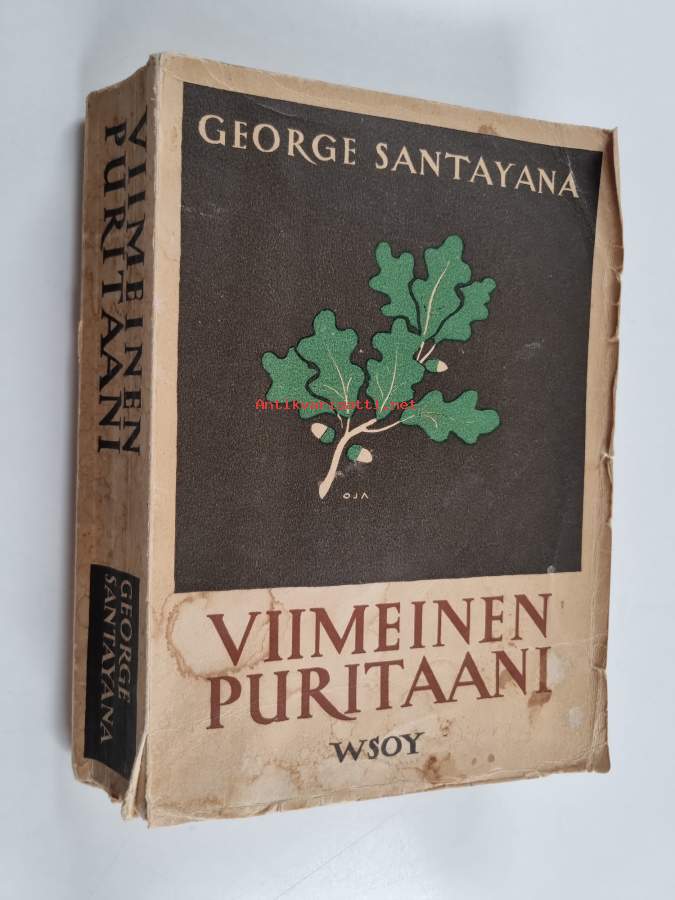 GEORGE SANTAYANA
Antikvariaatti.net
OJA
VIIMEINEN
PURITAANI
WSOY
VIIMEINEN
PURITAANI
GEORGE
SANTAYANA